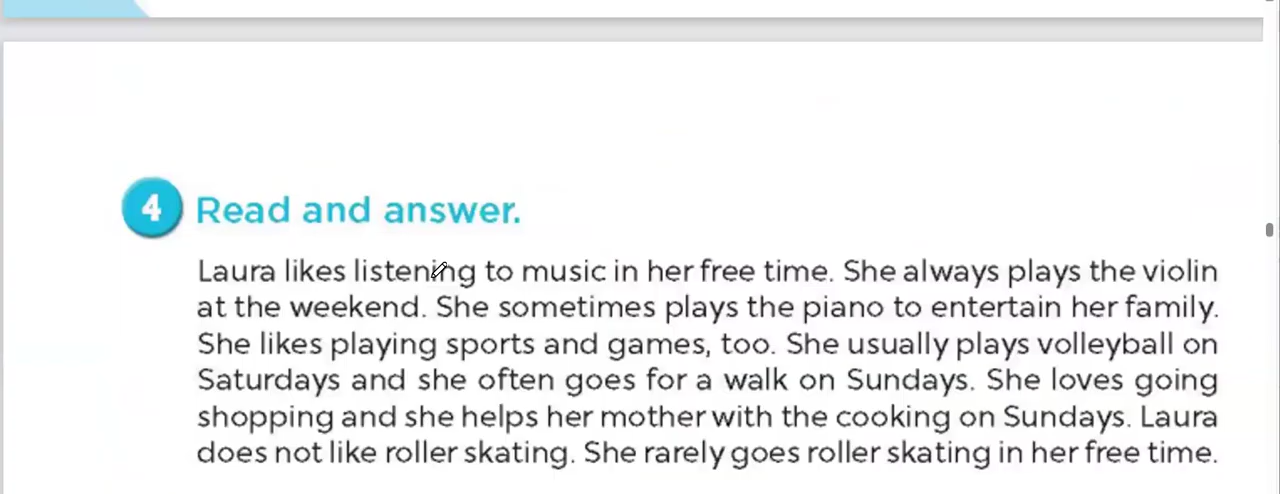 4 Read and answer.
Laura likes listening to music in her free time. She always plays the violin
at the weekend. She sometimes plays the piano to entertain her family.
She likes playing sports and games, too. She usually plays volleyball on
Saturdays and she often goes for a walk on Sundays. She loves going
shopping and she helps her mother with the cooking on Sundays. Laura
does not like roller skating. She rarely goes roller skating in her free time.